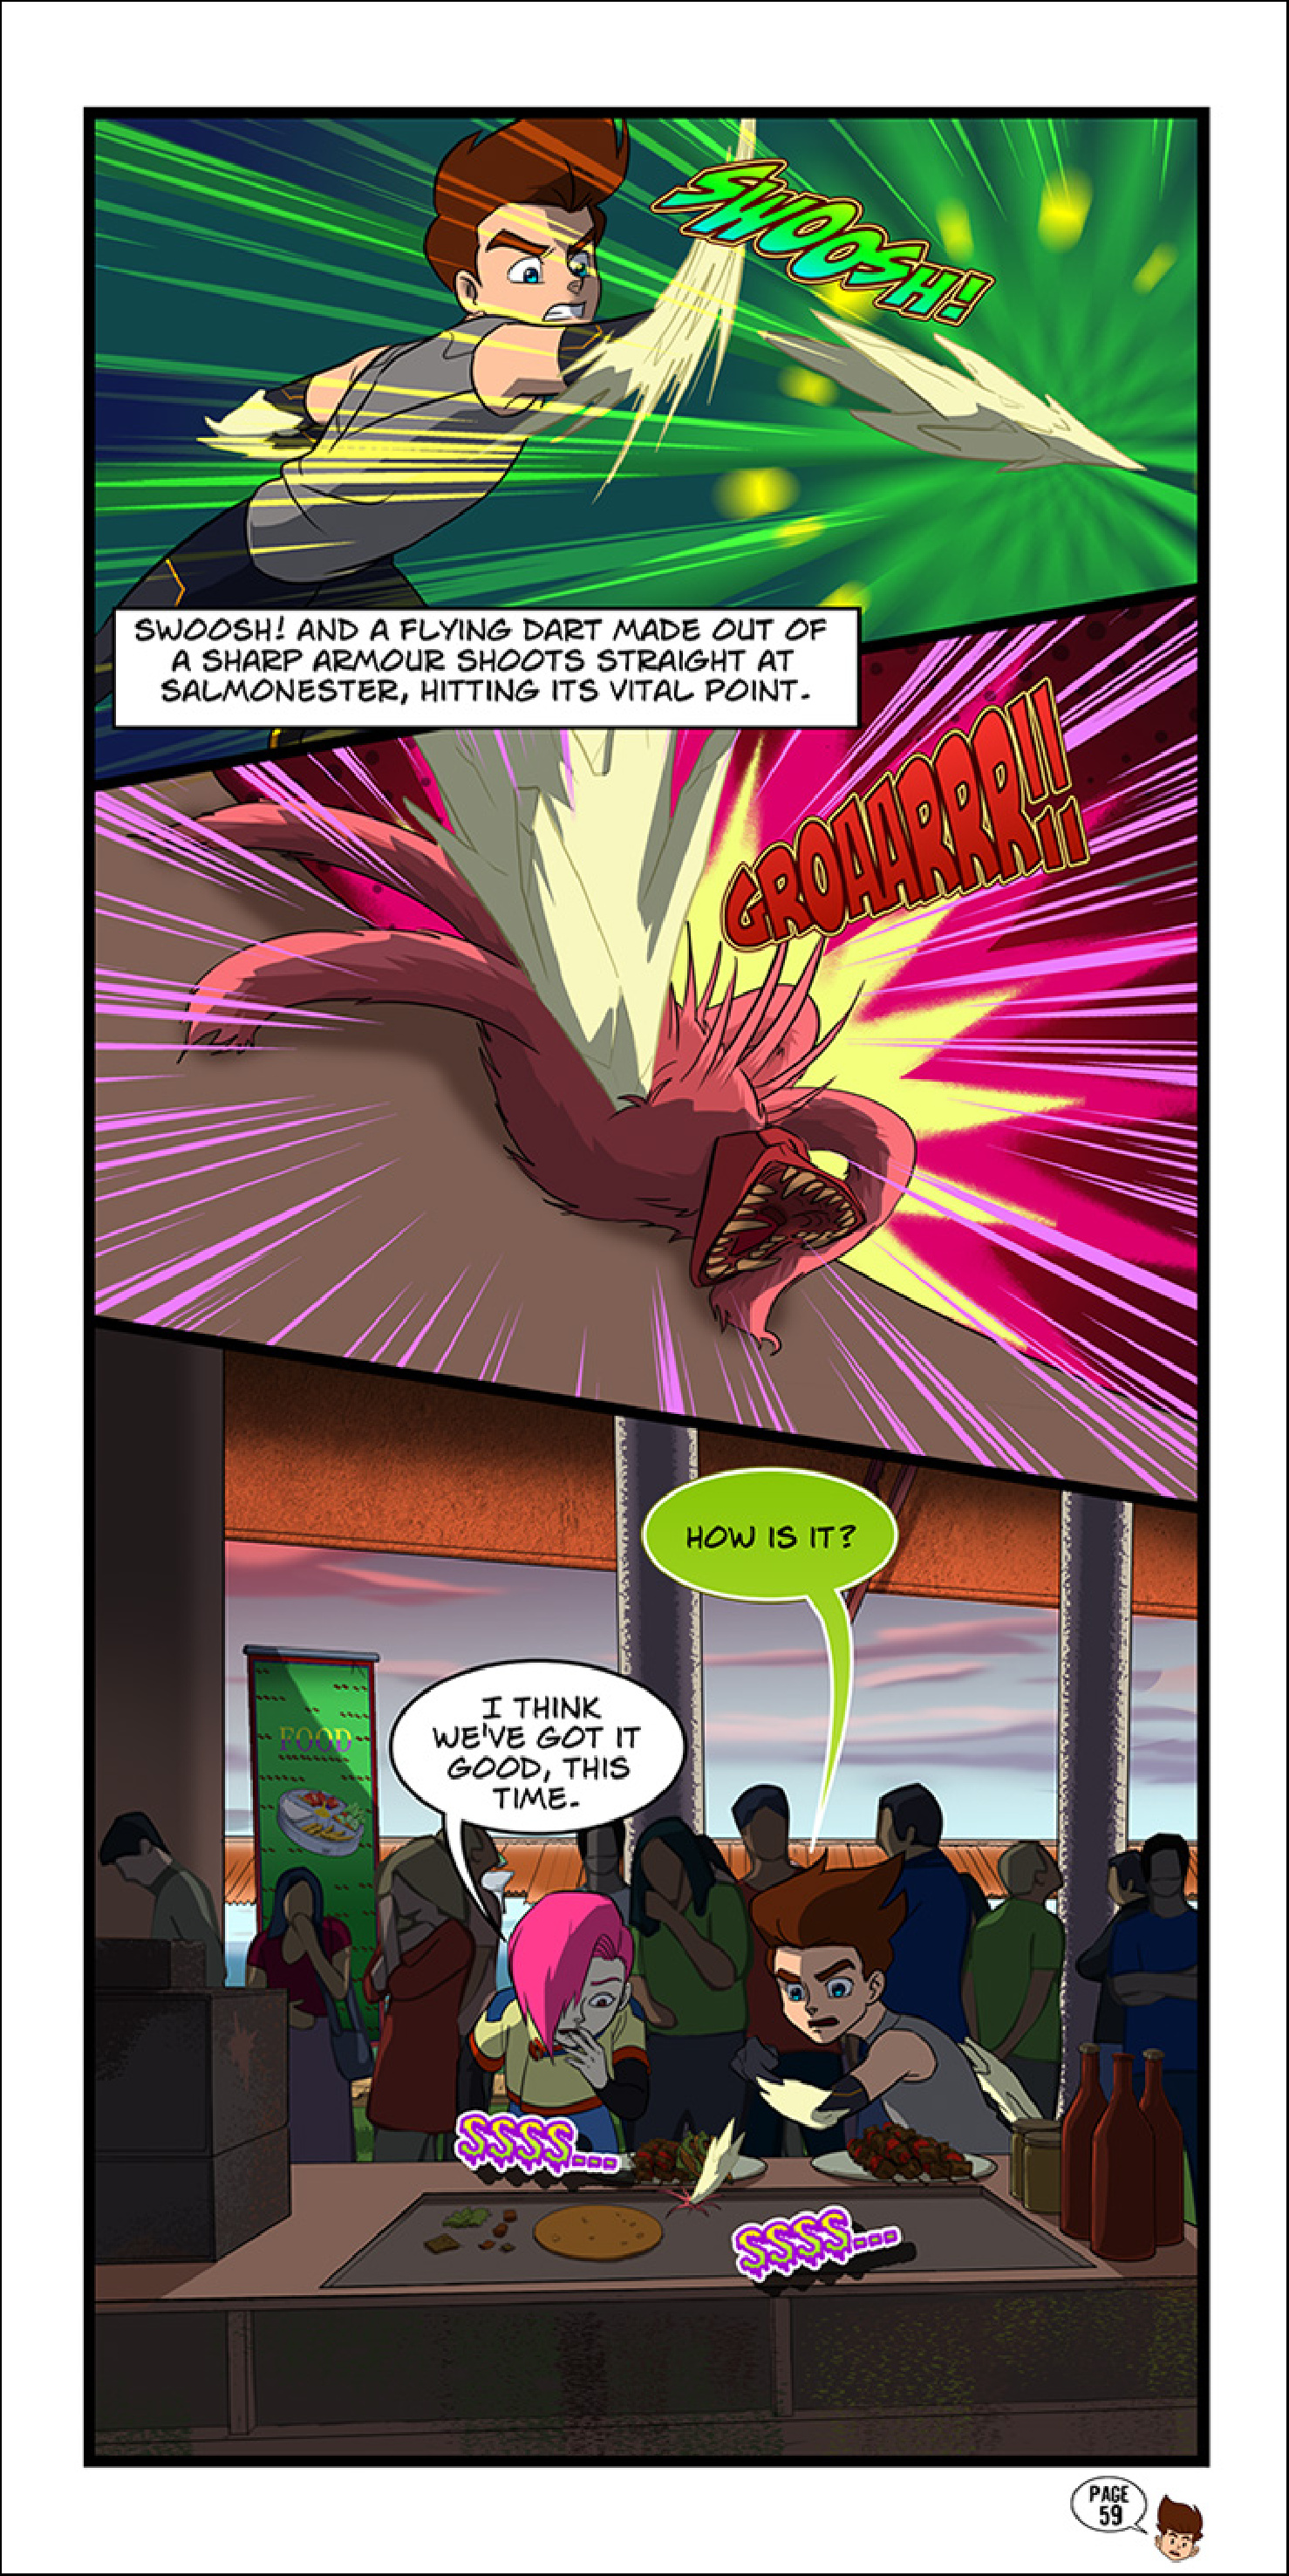 SWOOSH!
SWOOSH! AND A FLYING DART MADE OUT OF
A SHARP ARMOUR SHOOTS STRAIGHT AT
SALMONESTER, HITTING ITS VITAL POINT.
GROAARRR!!
!!
HOW IS IT?
I THINK
WE'VE GOT IT
GOOD, THIS
TIME.
FOOD
SSSS...
SSSS...
PAGE
59